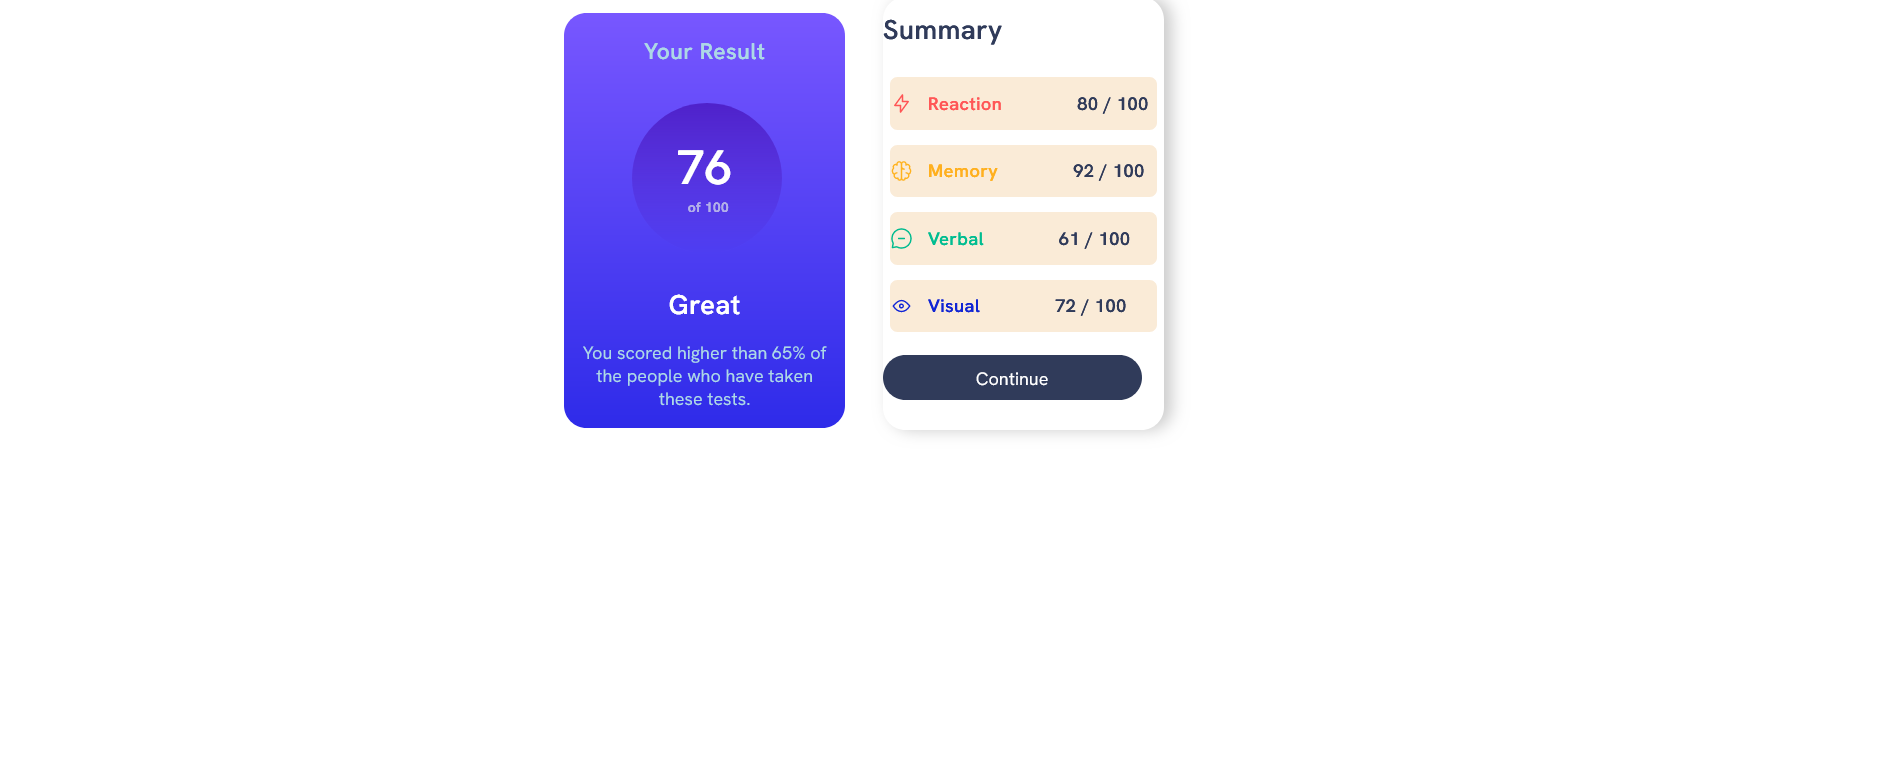 Your Result
76
of 100
Great
You scored higher than 65% of
the people who have taken
these tests.
Summary
Reaction 80 / 100
Memory 92 / 100
Verbal 61 / 100
Visual 72 / 100
Continue